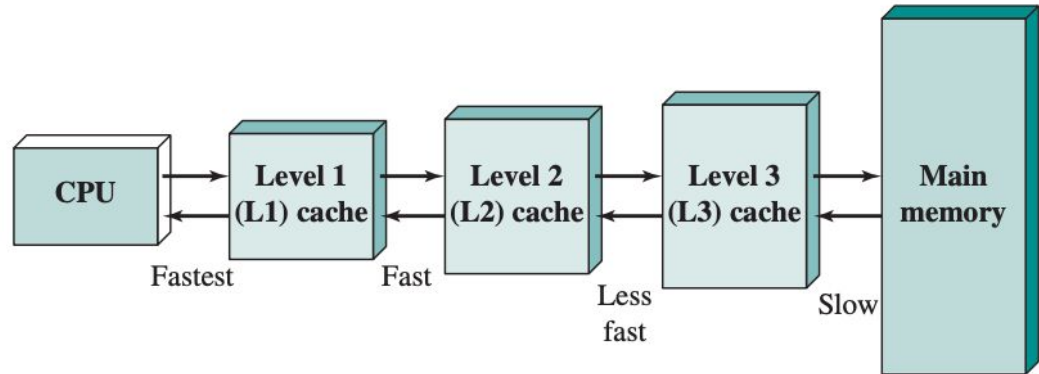 CPU
Level 1
(L1) cache
Level 2
(L2) cache
Level 3
(L3) cache
Main
memory
Fastest
Fast
Less
fast
Slow